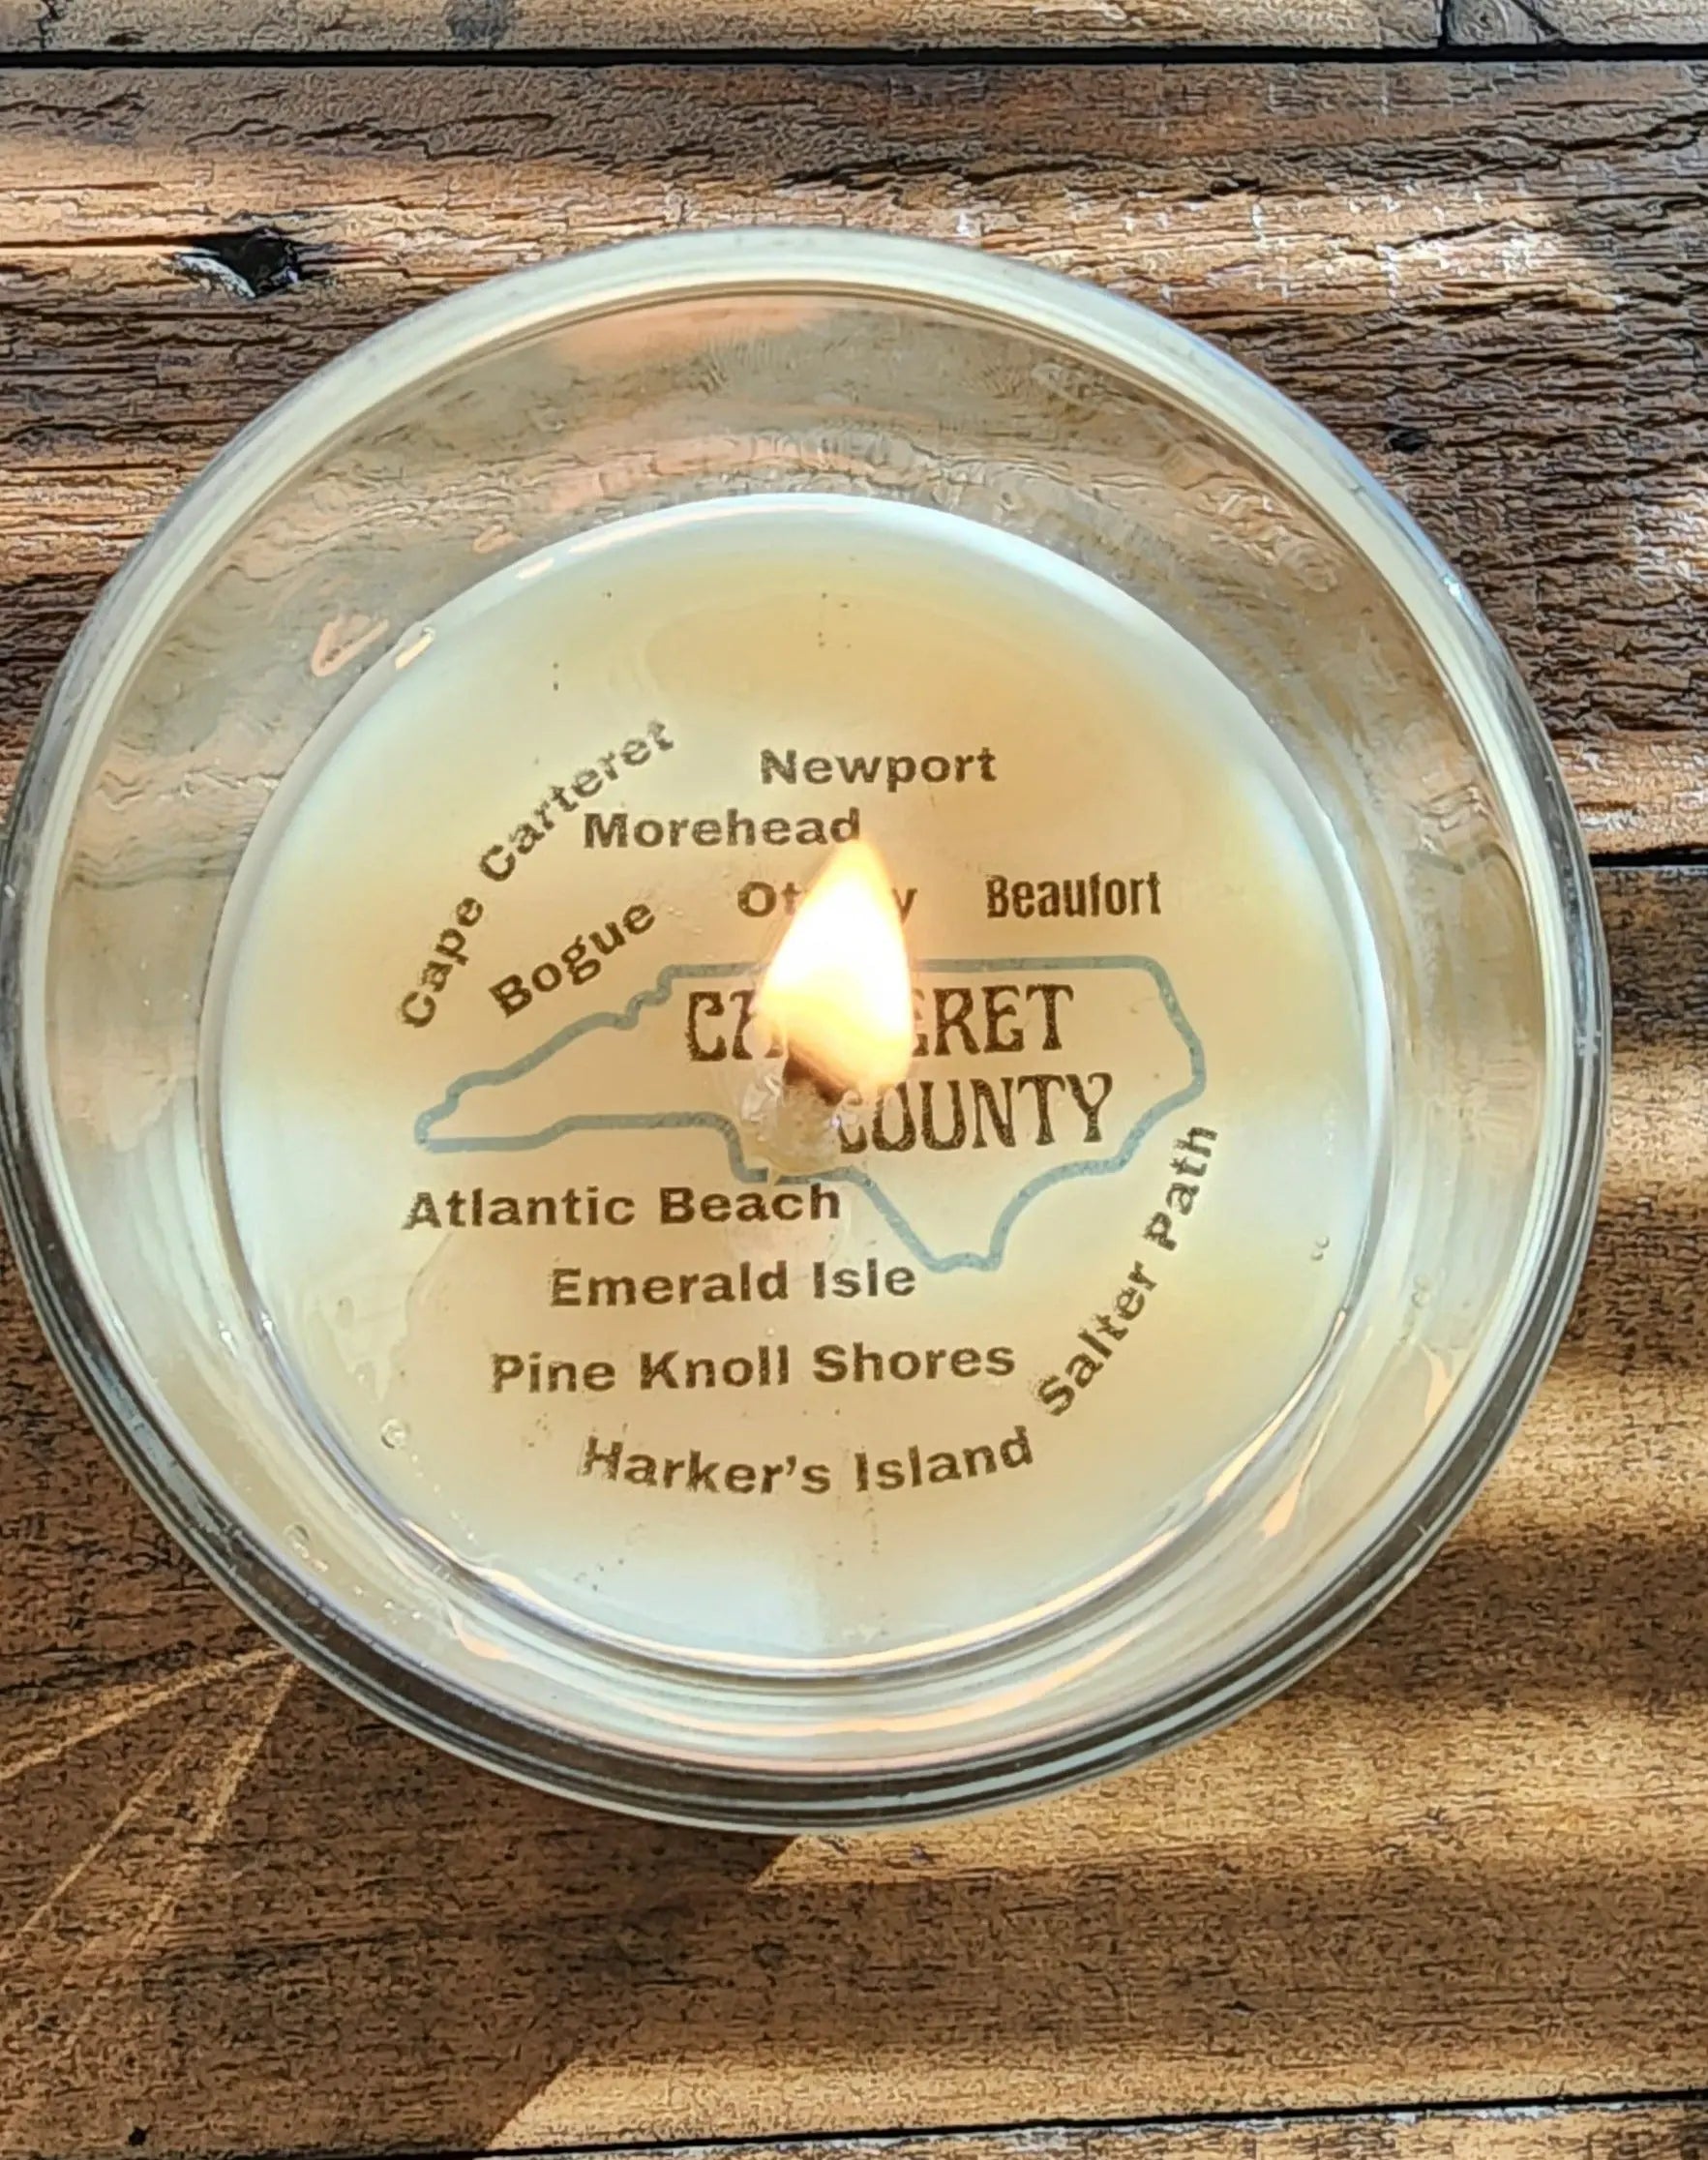 Cape Carteret
Newport
Morehead
Bogue
Beaufort
COUNTY
Atlantic Beach
Emerald Isle
Salter Path
Pine Knoll Shores
Harker's Island